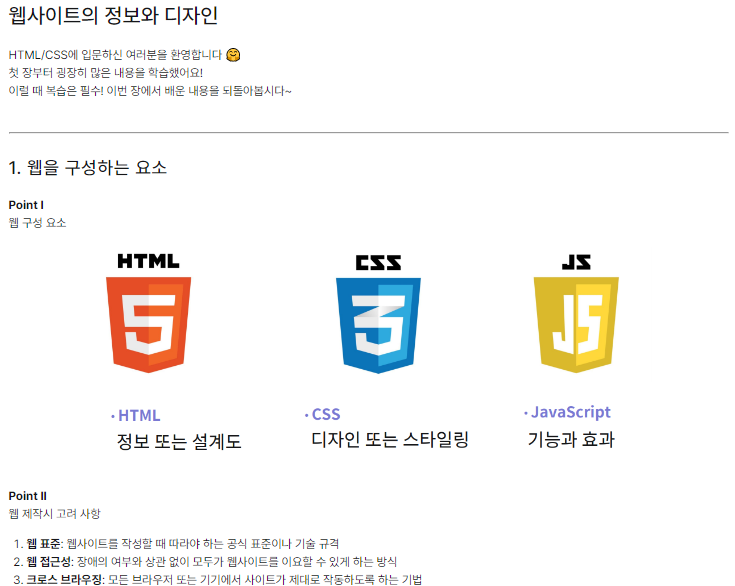 웹사이트의 정보와 디자인
HTML/CSS에 입문하신 여러분을 환영합니다 🤗
첫 장부터 굉장히 많은 내용을 학습했어요!
이럴 때 복습은 필수! 이번 장에서 배운 내용을 되돌아봅시다~
1. 웹을 구성하는 요소
Point I
웹 구성 요소
HTML CSS JS
5 3 JS
· HTML · CSS · JavaScript
정보 또는 설계도 디자인 또는 스타일링 기능과 효과
Point II
웹 제작시 고려 사항
1. 웹 표준: 웹사이트를 작성할 때 따라야 하는 공식 표준이나 기술 규격
2. 웹 접근성: 장애의 여부와 상관 없이 모두가 웹사이트를 이요할 수 있게 하는 방식
3. 크로스 브라우징: 모든 브라우저 또는 기기에서 사이트가 제대로 작동하도록 하는 기법